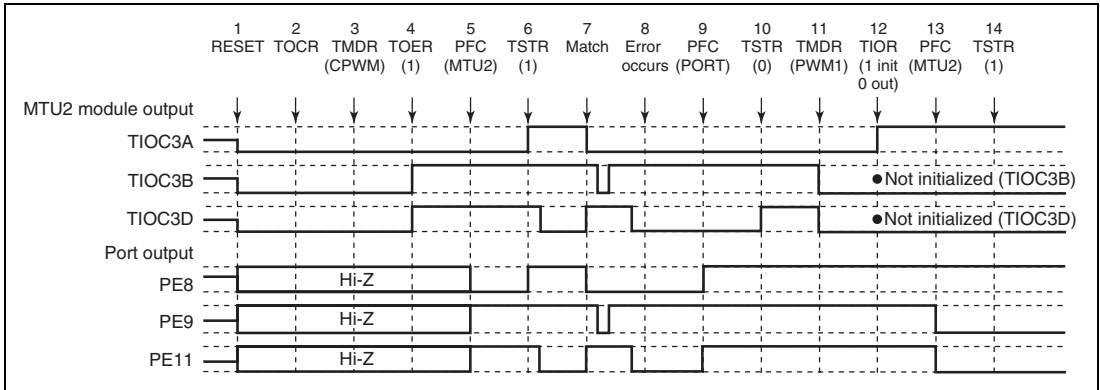 1 2 3 4 5 6 7 8 9 10 11 12 13 14
RESET TOCR TMDR TOER PFC TSTR Match Error PFC TSTR TMDR TIOR PFC TSTR
(CPWM) (1) (MTU2) (1) occurs (PORT) (0) (PWM1) (1 init (MTU2) (1)
0 out)
MTU2 module output
TIOC3A
TIOC3B
Not initialized (TIOC3B)
TIOC3D
Not initialized (TIOC3D)
Port output
PE8
Hi-Z
PE9
Hi-Z
PE11
Hi-Z